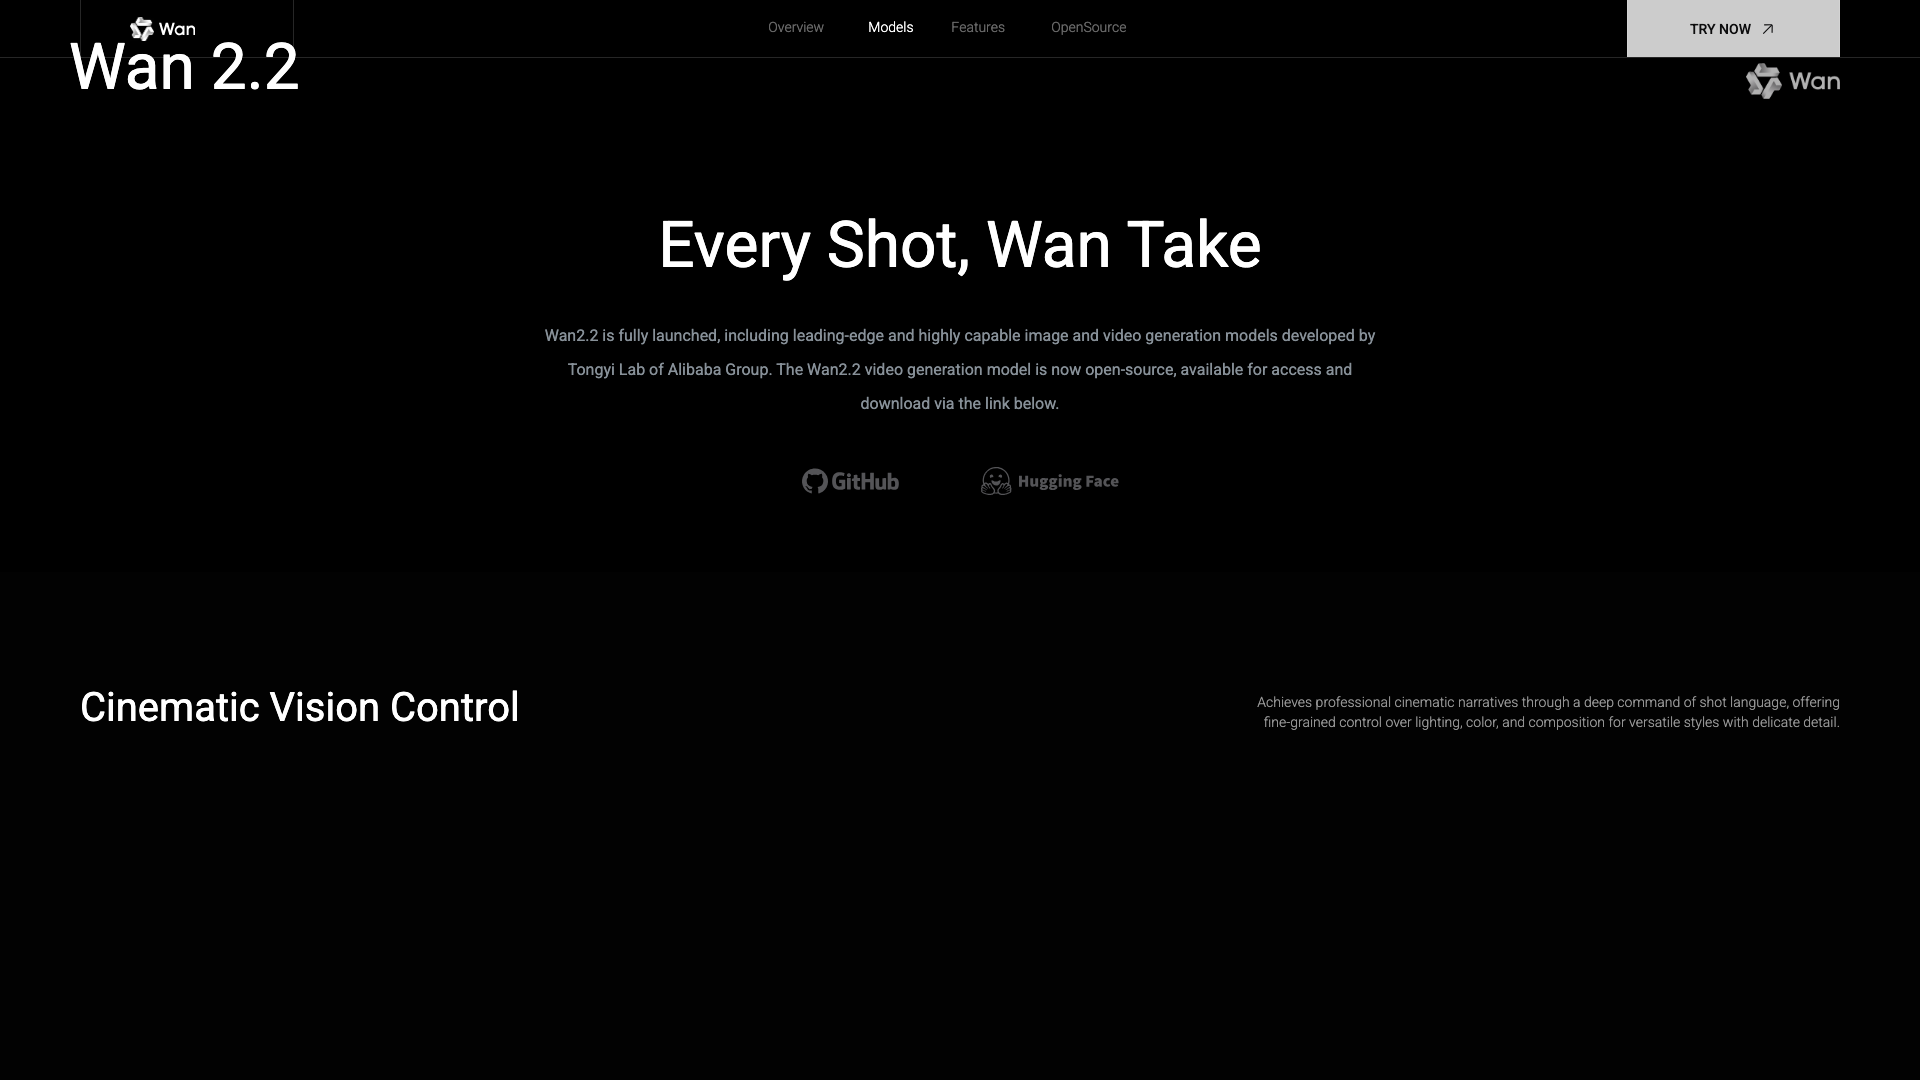 Wan
Overview
Models
Features
OpenSource
TRY NOW
Wan 2.2
Wan
Every Shot, Wan Take
Wan2.2 is fully launched, including leading-edge and highly capable image and video generation models developed by
Tongyi Lab of Alibaba Group. The Wan2.2 video generation model is now open-source, available for access and
download via the link below.
GitHub
Hugging Face
Cinematic Vision Control
Achieves professional cinematic narratives through a deep command of shot language, offering
fine-grained control over lighting, color, and composition for versatile styles with delicate detail.